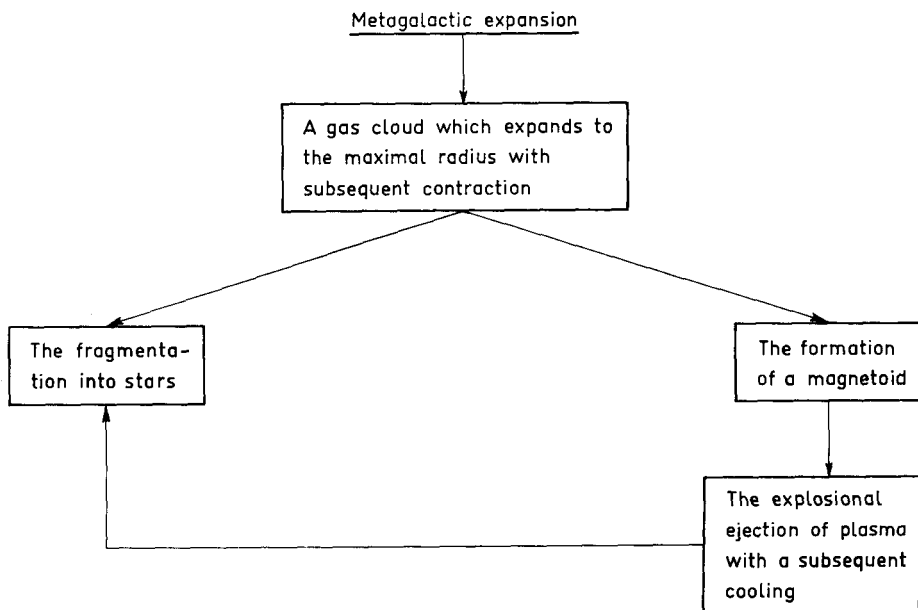 Metagalactic expansion
A gas cloud which expands to
the maximal radius with
subsequent contraction
The fragmenta-
tion into stars
The formation
of a magnetoid
The explosional
ejection of plasma
with a subsequent
cooling